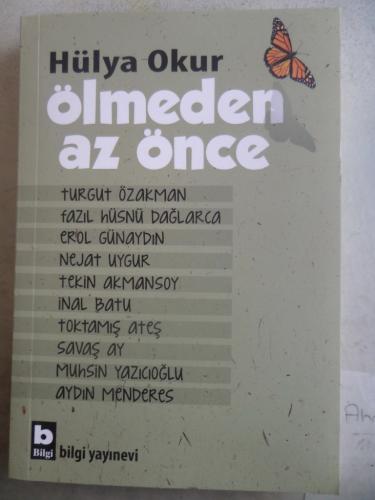 Hülya Okur
ölmeden
az önce
turgut özakman
fazıl hüsnü dağlarca
erol günaydın
nejat uygur
tekin akmansoy
inal batu
toktamış ateş
savaş ay
muhsin yazıcıoğlu
aydın menderes
b
Bilgi
bilgi yayınevi